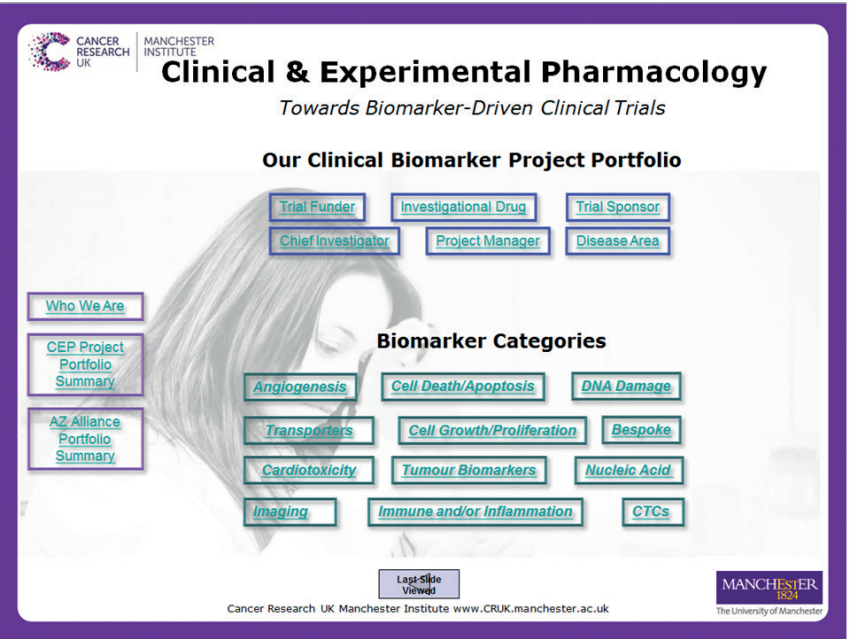 CANCER
RESEARCH
UK
MANCHESTER
INSTITUTE
Clinical & Experimental Pharmacology
Towards Biomarker-Driven Clinical Trials
Our Clinical Biomarker Project Portfolio
Trial Funder Investigational Drug Trial Sponsor
Chief Investigator Project Manager Disease Area
Who We Are
CEP Project
Portfolio
Summary
AZ Alliance
Portfolio
Summary
Biomarker Categories
Angiogenesis Cell Death/Apoptosis DNA Damage
Transporters Cell Growth/Proliferation Bespoke
Cardiotoxicity Tumour Biomarkers Nucleic Acid
Imaging Immune and/or Inflammation CTCs
Last Slide
Viewed
Cancer Research UK Manchester Institute www.CRUK.manchester.ac.uk
MANCHESTER
1824
The University of Manchester